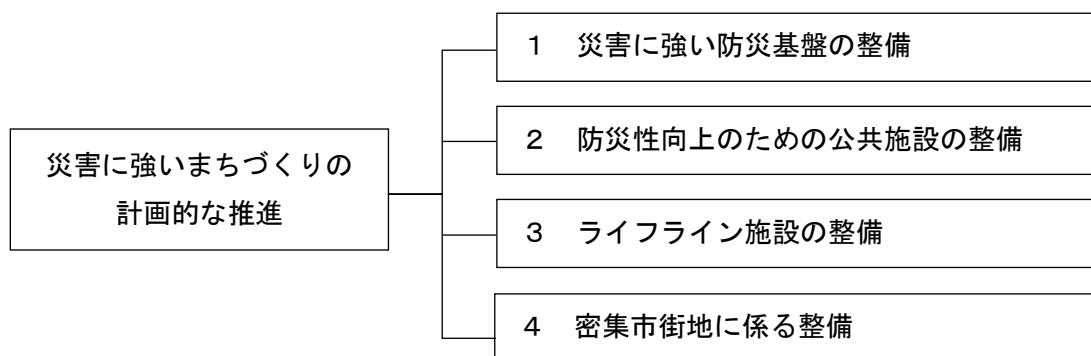 災害に強いまちづくりの
計画的な推進
1 災害に強い防災基盤の整備
2 防災性向上のための公共施設の整備
3 ライフライン施設の整備
4 密集市街地に係る整備